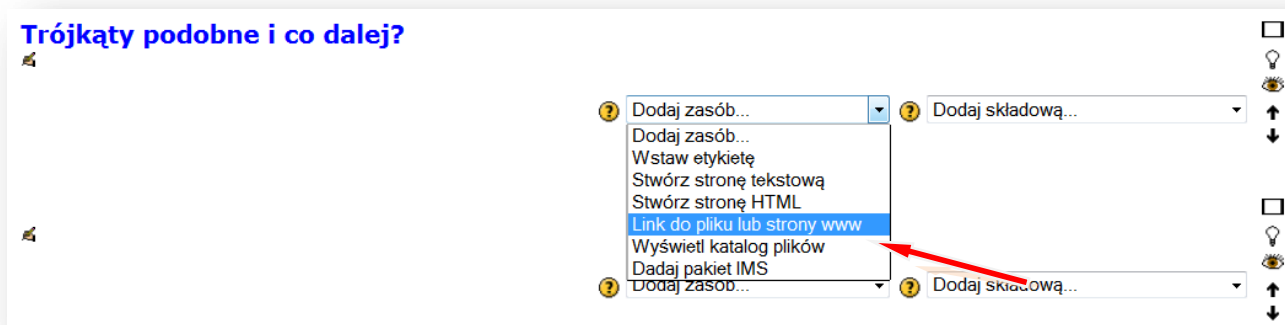 Trójkąty podobne i co dalej?
Dodaj zasób... Dodaj składową...
Dodaj zasób...
Wstaw etykietę
Stwórz stronę tekstową
Stwórz stronę HTML
Link do pliku lub strony www
Wyświetl katalog plików
Dadaj pakiet IMS
Dodaj zasób... Dodaj składową...